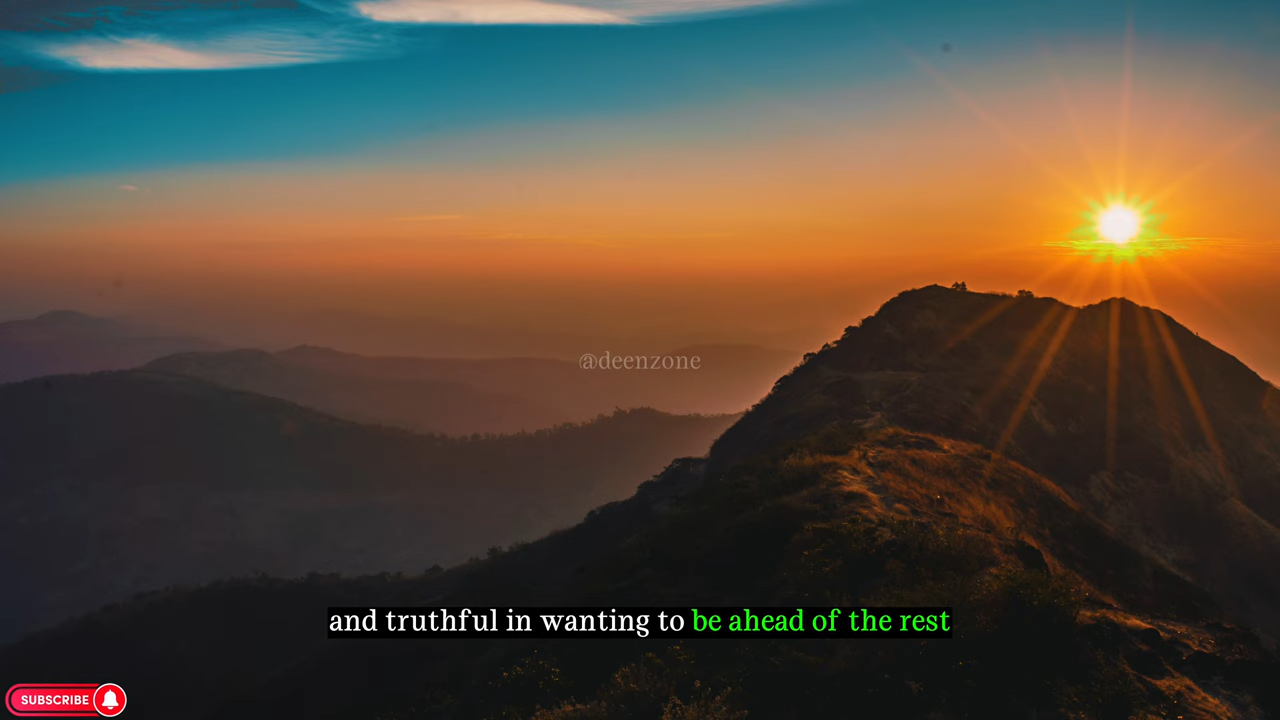 @deenzone
and truthful in wanting to be ahead of the rest
SUBSCRIBE